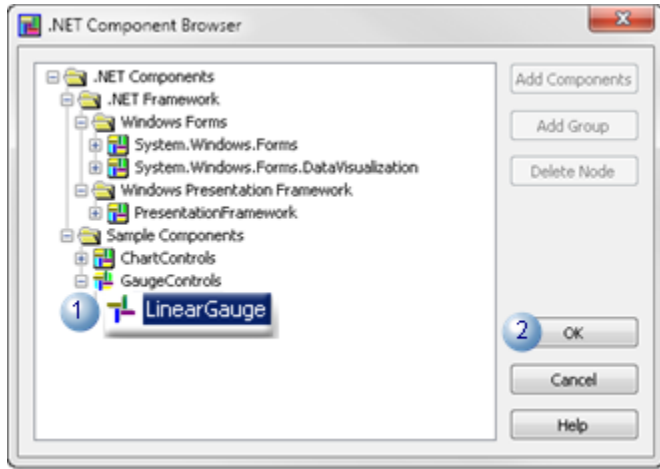 .NET Component Browser
.NET Components
.NET Framework
Windows Forms
System.Windows.Forms
System.Windows.Forms.DataVisualization
Windows Presentation Framework
PresentationFramework
Sample Components
ChartControls
GaugeControls
1 LinearGauge
Add Components
Add Group
Delete Node
2 OK
Cancel
Help